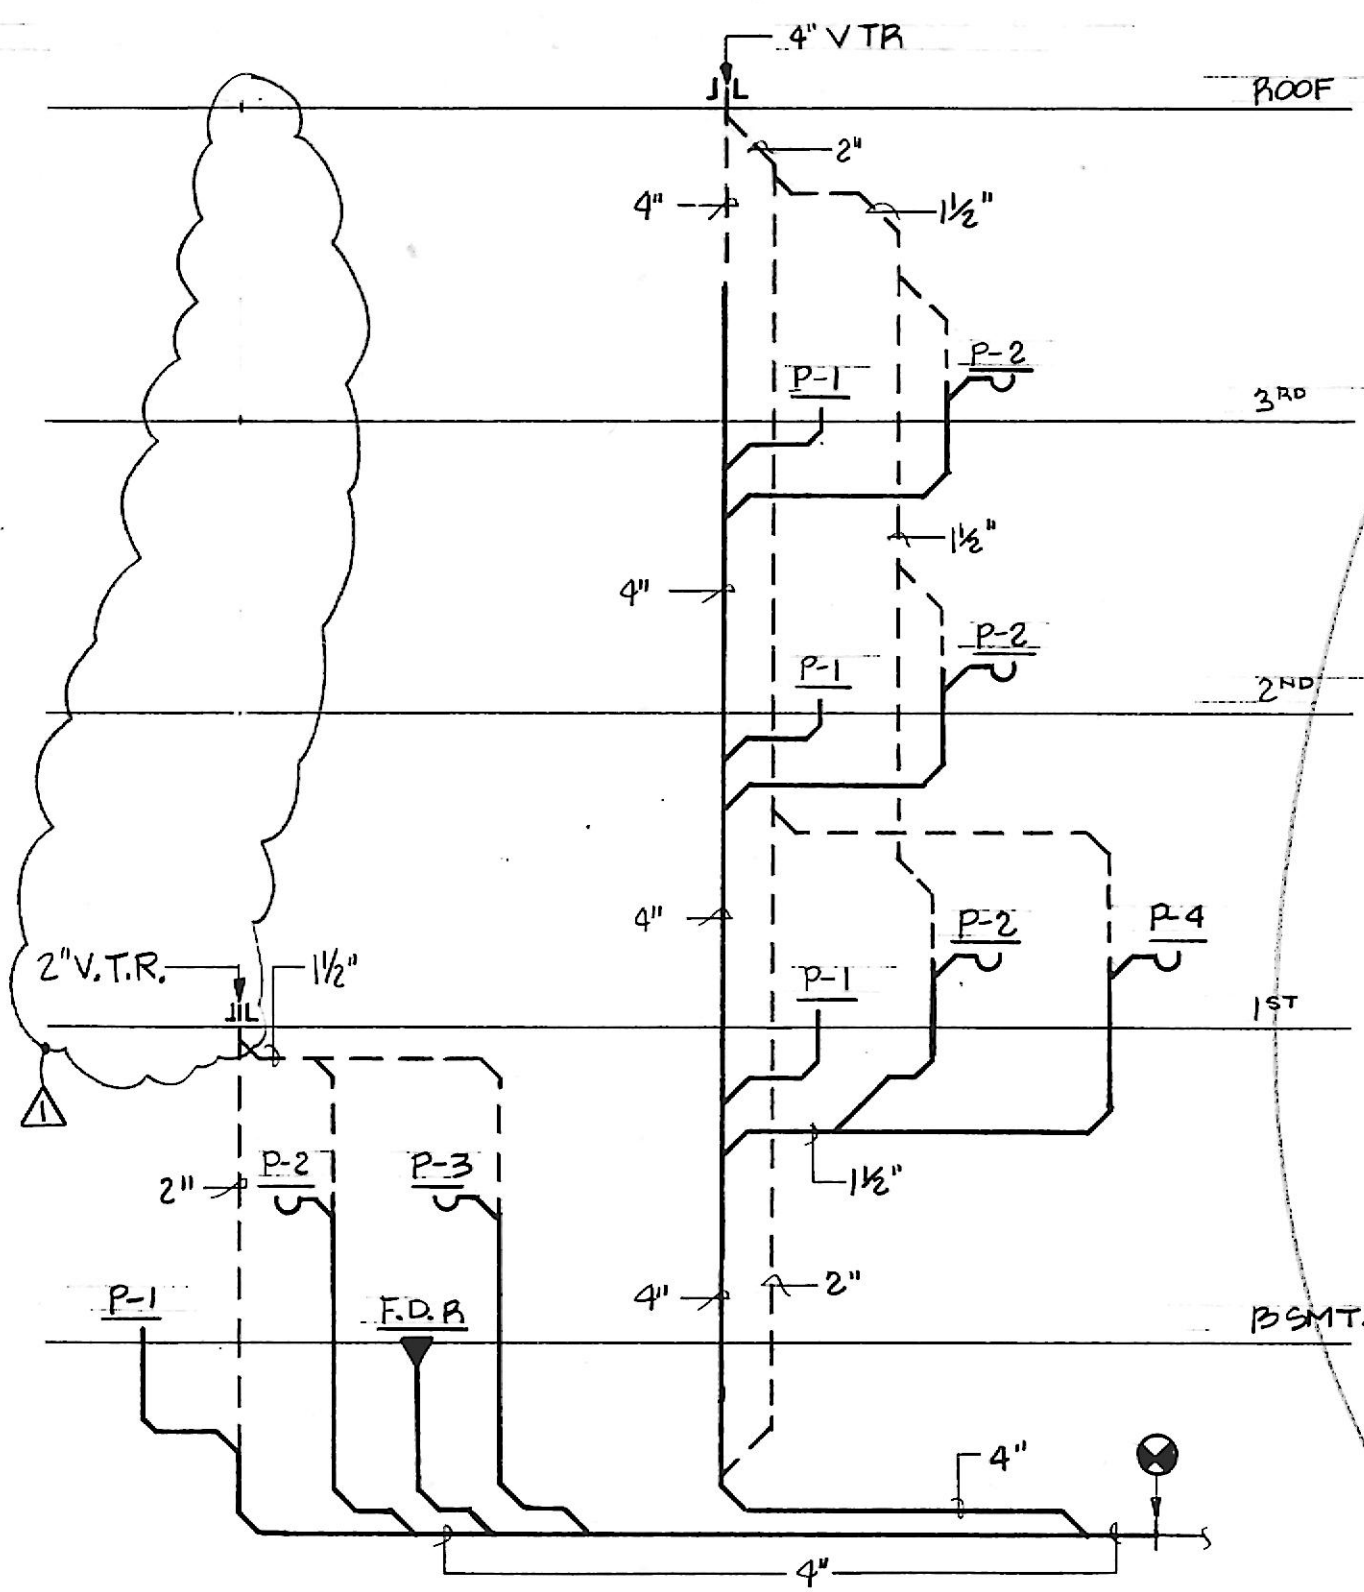 4" VTR
ROOF
2"
4"
1½"
P-2
P-1
3RD
1½"
4"
P-2
P-1
2ND
4"
P-2
P-4
2" V.T.R.
1½"
P-1
1ST
1
P-2
P-3
2"
1½"
4"
2"
P-1
F.D.R
BSMT.
4"
4"